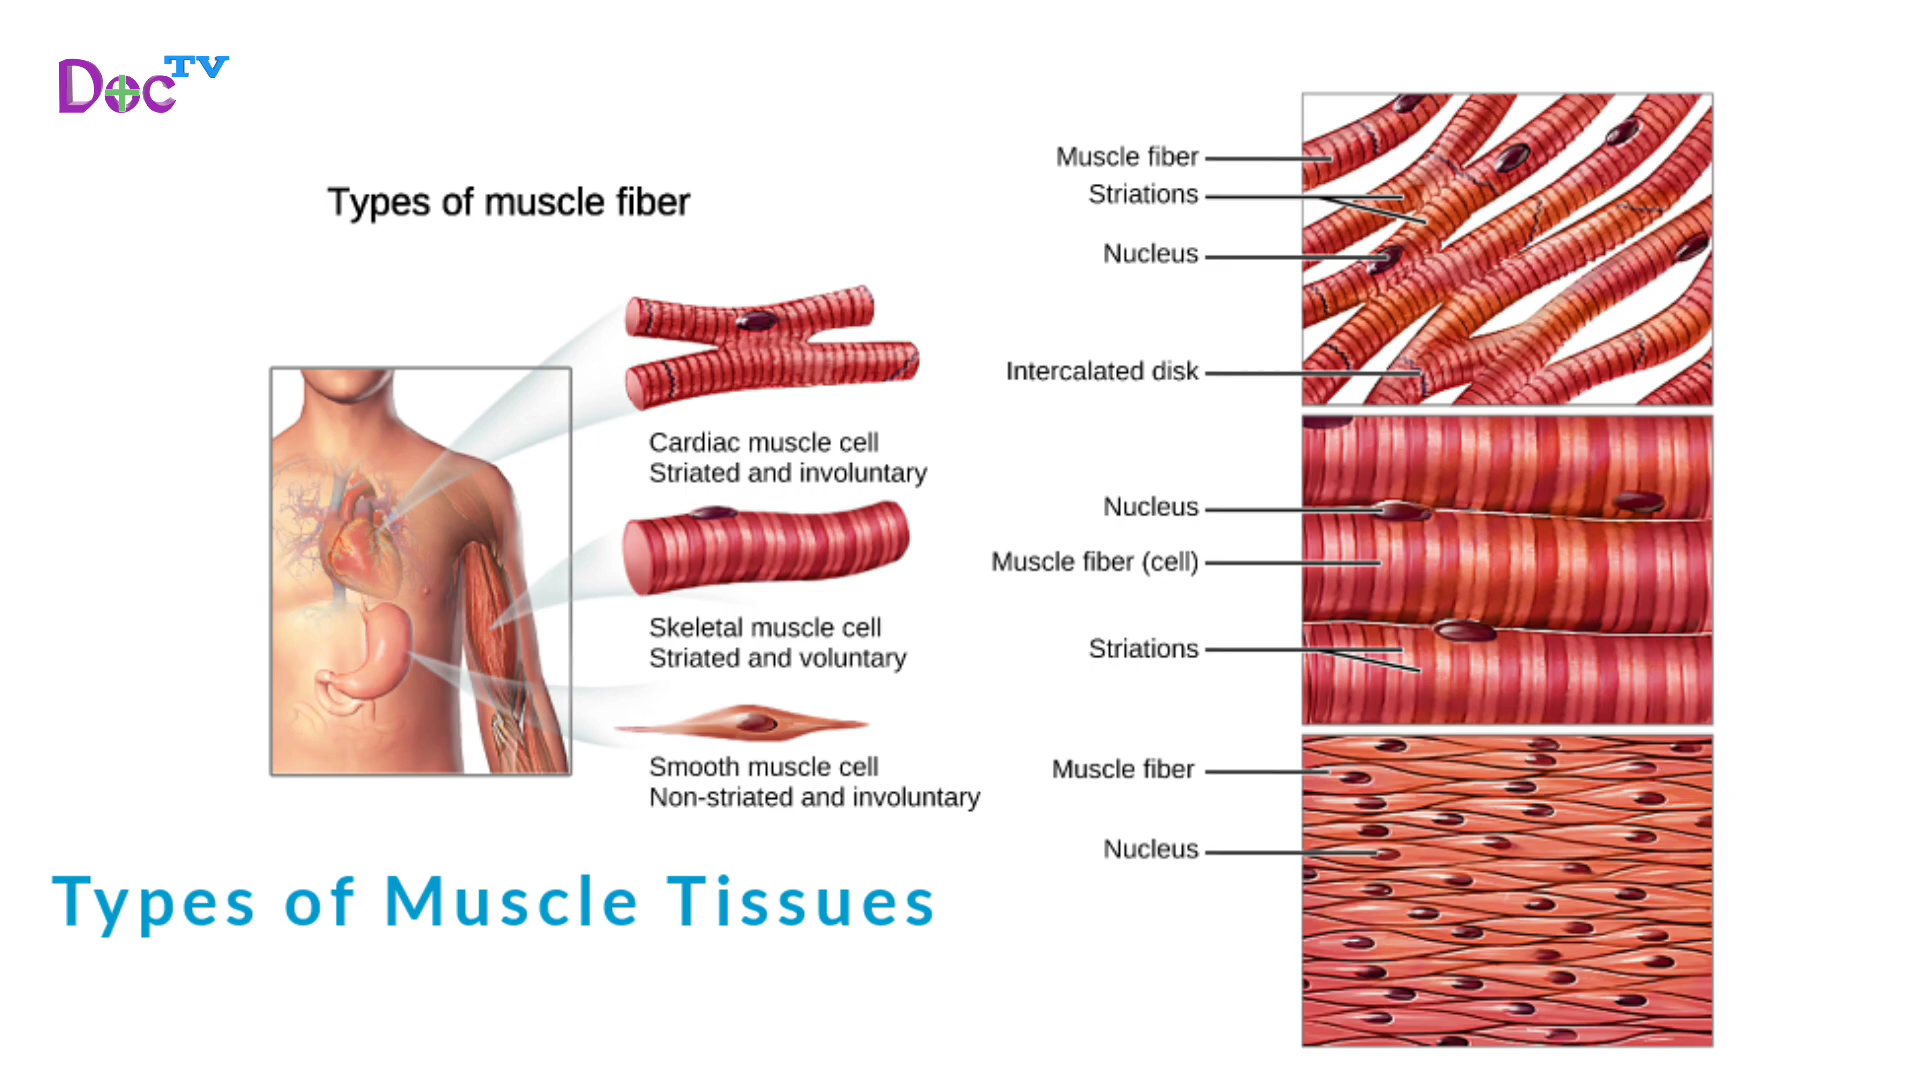 Doc TV
Types of muscle fiber
Cardiac muscle cell
Striated and involuntary
Skeletal muscle cell
Striated and voluntary
Smooth muscle cell
Non-striated and involuntary
Types of Muscle Tissues
Muscle fiber
Striations
Nucleus
Intercalated disk
Nucleus
Muscle fiber (cell)
Striations
Muscle fiber
Nucleus